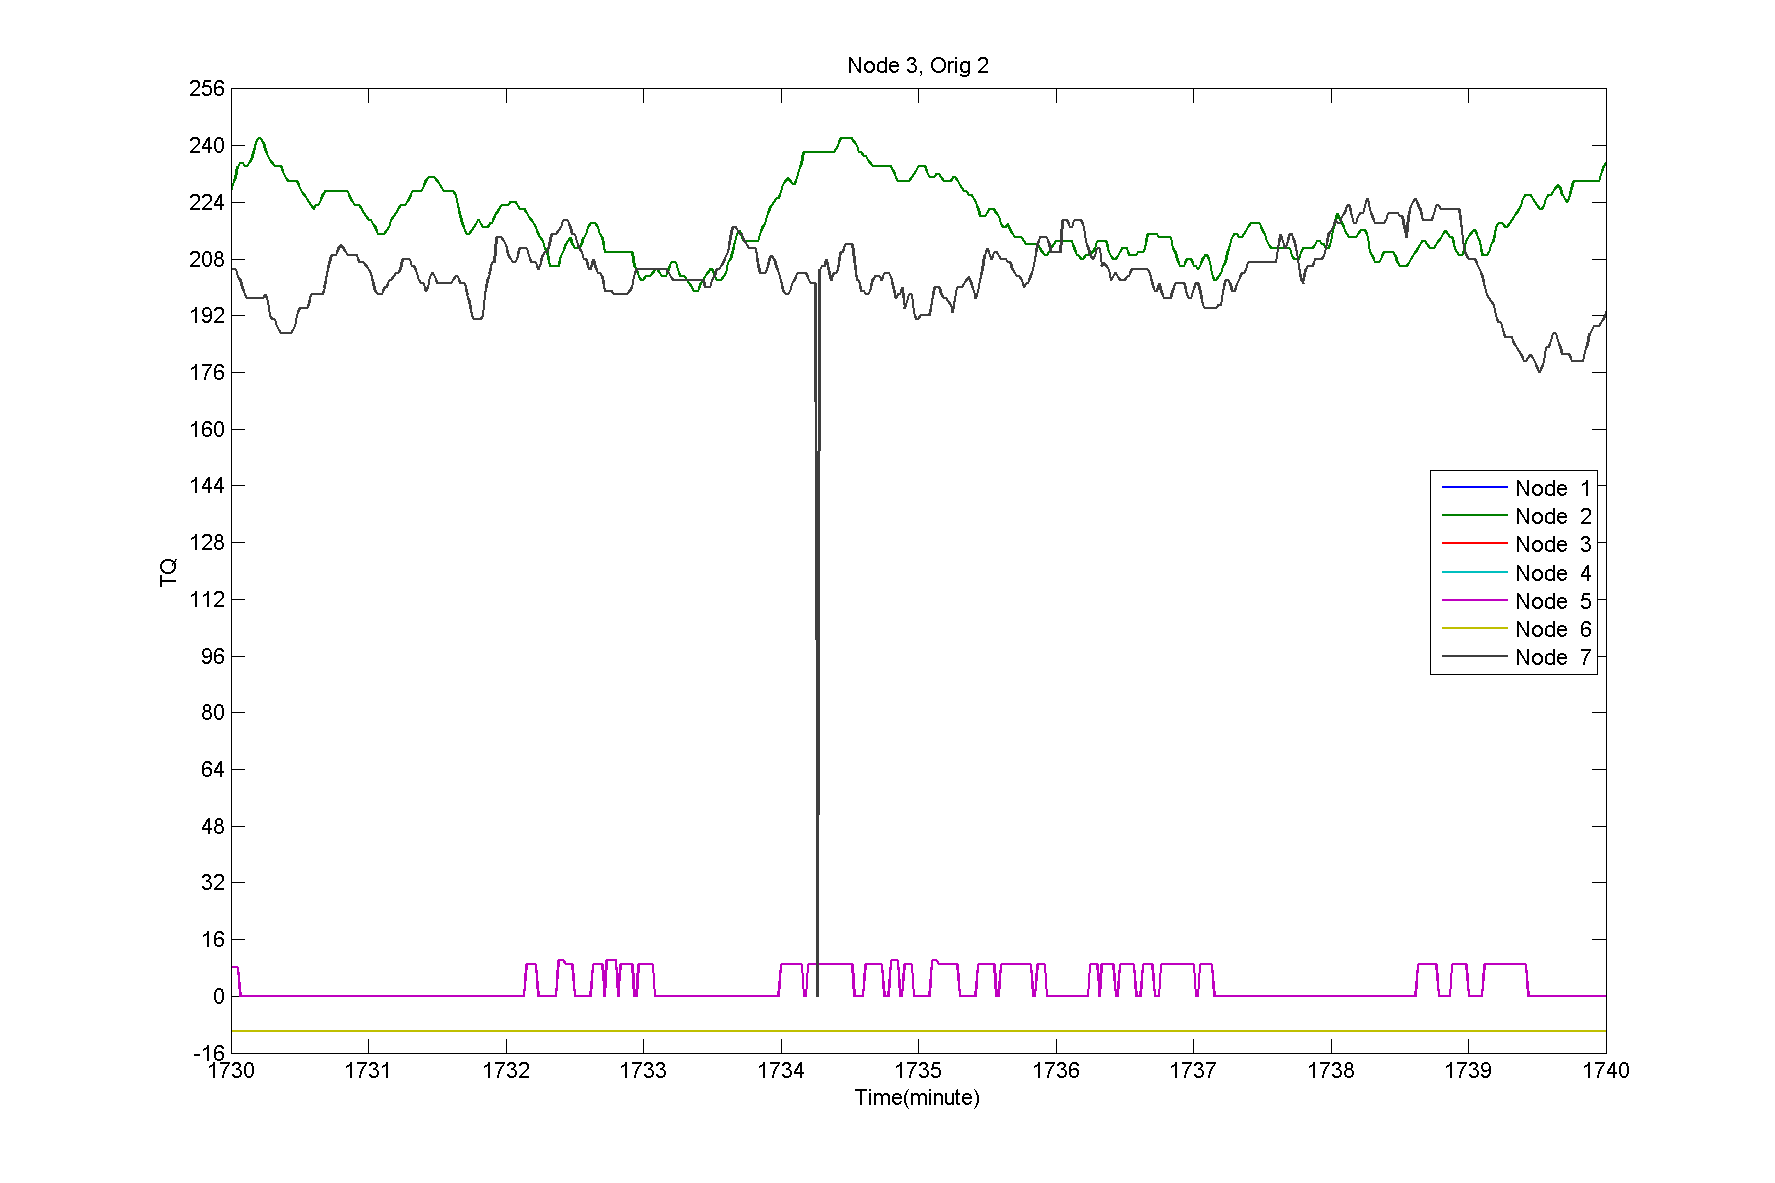 Node 3, Orig 2
256
240
224
208
192
176
160
144
128
112
96
80
64
48
32
16
0
-16
TQ
Node 1
Node 2
Node 3
Node 4
Node 5
Node 6
Node 7
1730 1731 1732 1733 1734 1735 1736 1737 1738 1739 1740
Time(minute)